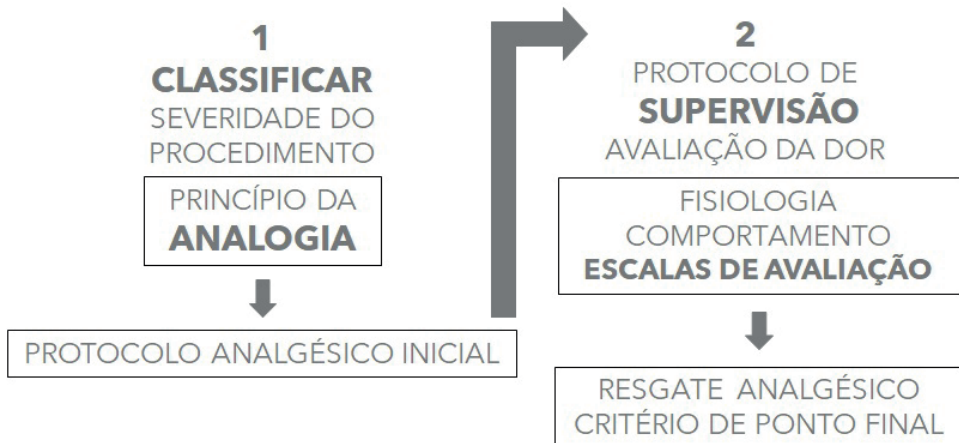 1
CLASSIFICAR
SEVERIDADE DO
PROCEDIMENTO
PRINCÍPIO DA
ANALOGIA
PROTOCOLO ANALGÉSICO INICIAL
2
PROTOCOLO DE
SUPERVISÃO
AVALIAÇÃO DA DOR
FISIOLOGIA
COMPORTAMENTO
ESCALAS DE AVALIAÇÃO
RESGATE ANALGÉSICO
CRITÉRIO DE PONTO FINAL